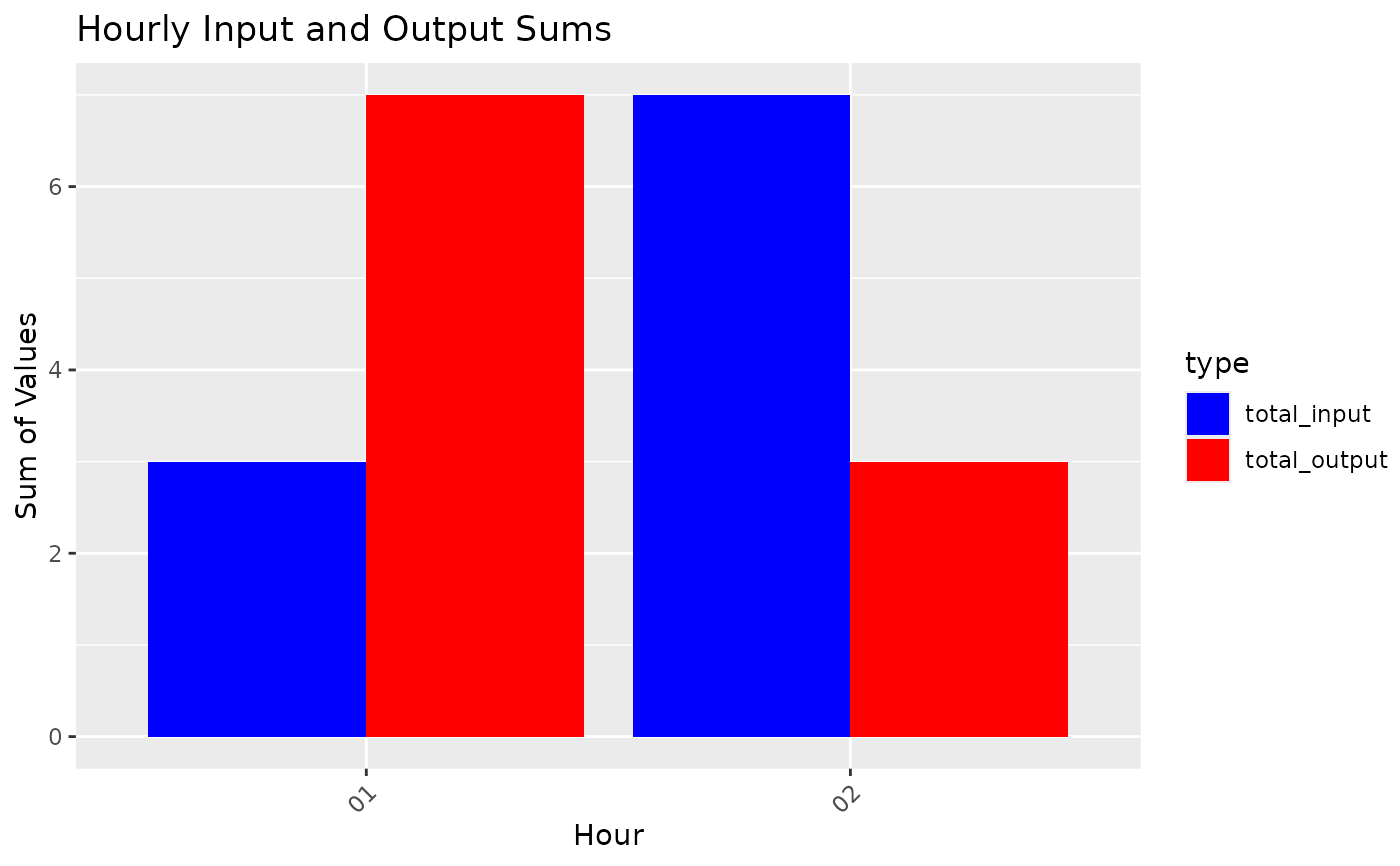 Hourly Input and Output Sums
Sum of Values
6
4
2
0
01
02
Hour
type
total_input
total_output